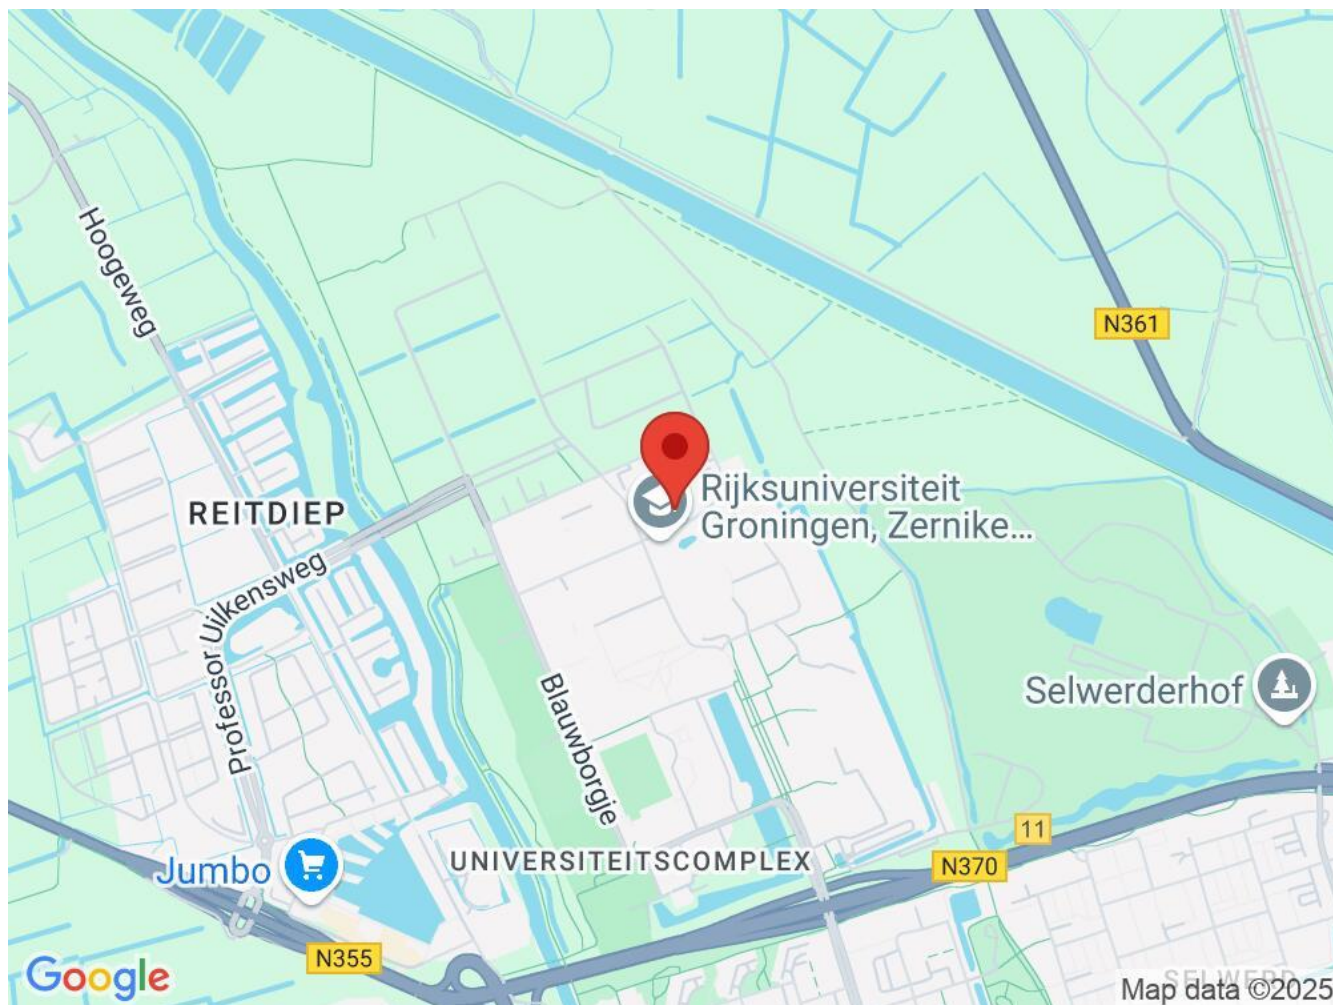 Hoogeweg
N361
REITDIEP
Rijksuniversiteit
Groningen, Zernike...
Professor Uilkensweg
Selwerderhof
Blauwborgje
11
UNIVERSITEITSCOMPLEX
N370
Jumbo
N355
SELWERD
Google
Map data ©2025